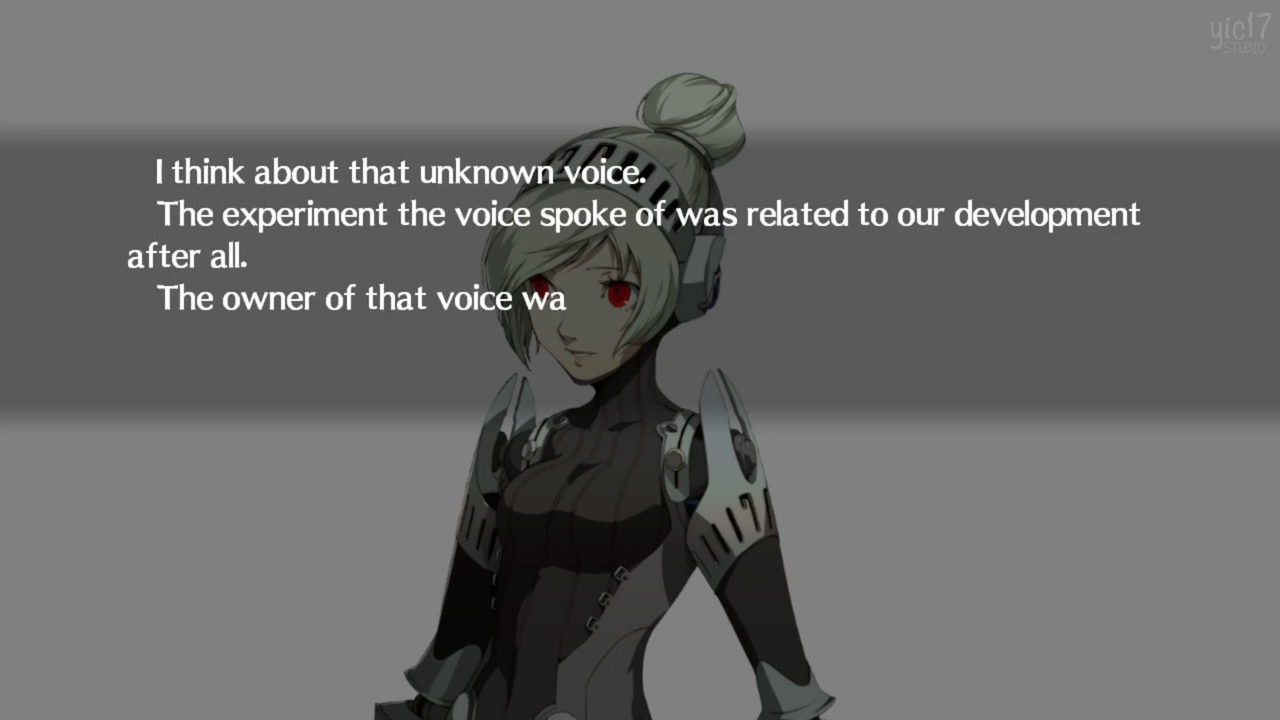 yic17
STUDIO
I think about that unknown voice.
The experiment the voice spoke of was related to our development
after all.
The owner of that voice wa